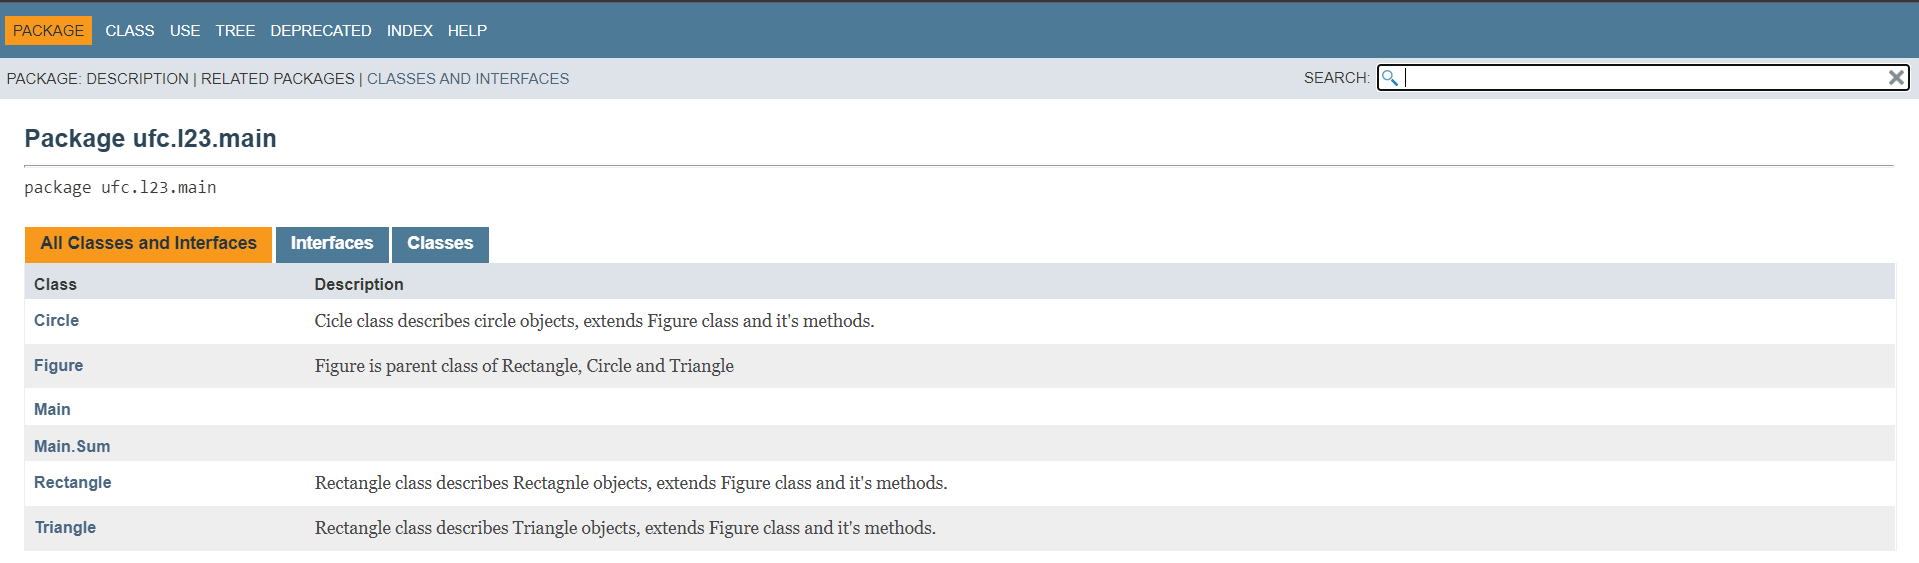 PACKAGE CLASS USE TREE DEPRECATED INDEX HELP
PACKAGE: DESCRIPTION | RELATED PACKAGES | CLASSES AND INTERFACES SEARCH:
Package ufc.l23.main
package ufc.l23.main
All Classes and Interfaces Interfaces Classes
Class Description
Circle Cicle class describes circle objects, extends Figure class and it's methods.
Figure Figure is parent class of Rectangle, Circle and Triangle
Main
Main.Sum
Rectangle Rectangle class describes Rectagnle objects, extends Figure class and it's methods.
Triangle Rectangle class describes Triangle objects, extends Figure class and it's methods.